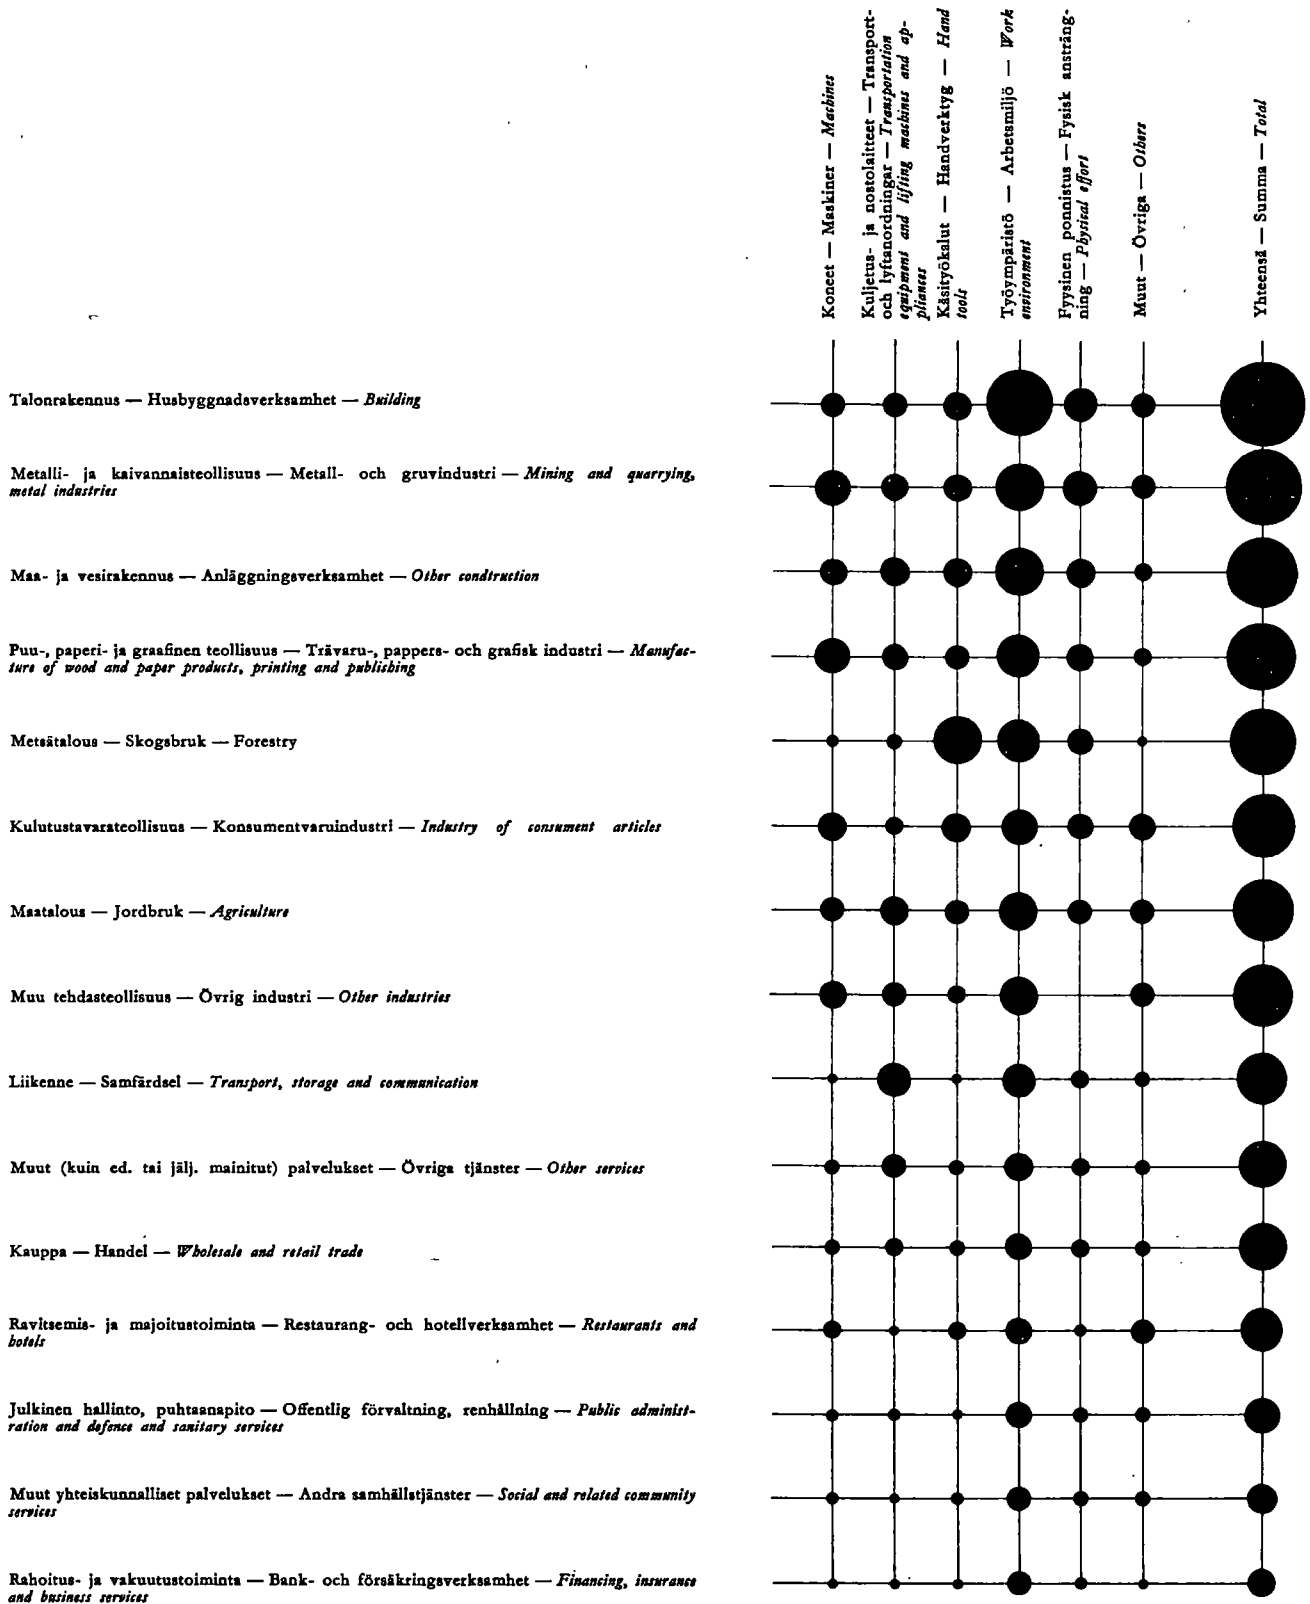 Koneet — Maskiner — Machines
Kuljetus- ja nostolaitteet — Transport-
och lyftanordningar — Transportation
equipment and lifting machines and ap-
pliances
Käsityökalut — Handverktyg — Hand
tools
Työympäristö — Arbetsmiljö — Work
environment
Fyysinen ponnistus — Fysisk ansträng-
ning — Physical effort
Muut — Övriga — Others
Yhteensä — Summa — Total
Talonrakennus — Husbyggnadsverksamhet — Building
Metalli- ja kaivannaisteollisuus — Metall- och gruvindustri — Mining and quarrying,
metal industries
Maa- ja vesirakennus — Anläggningsverksamhet — Other condtruction
Puu-, paperi- ja graafinen teollisuus — Trävaru-, pappers- och grafisk industri — Manufac-
ture of wood and paper products, printing and publishing
Metsätalous — Skogsbruk — Forestry
Kulutustavarateollisuus — Konsumentvaruindustri — Industry of consument articles
Maatalous — Jordbruk — Agriculture
Muu tehdasteollisuus — Övrig industri — Other industries
Liikenne — Samfärdsel — Transport, storage and communication
Muut (kuin ed. tai jälj. mainitut) palvelukset — Övriga tjänster — Other services
Kauppa — Handel — Wholesale and retail trade
Ravitsemis- ja majoitustoiminta — Restaurang- och hotellverksamhet — Restaurants and
hotels
Julkinen hallinto, puhtaanapito — Offentlig förvaltning, renhållning — Public administ-
ration and defence and sanitary services
Muut yhteiskunnalliset palvelukset — Andra samhällstjänster — Social and related community
services
Rahoitus- ja vakuutustoiminta — Bank- och försäkringsverksamhet — Financing, insurance
and business services